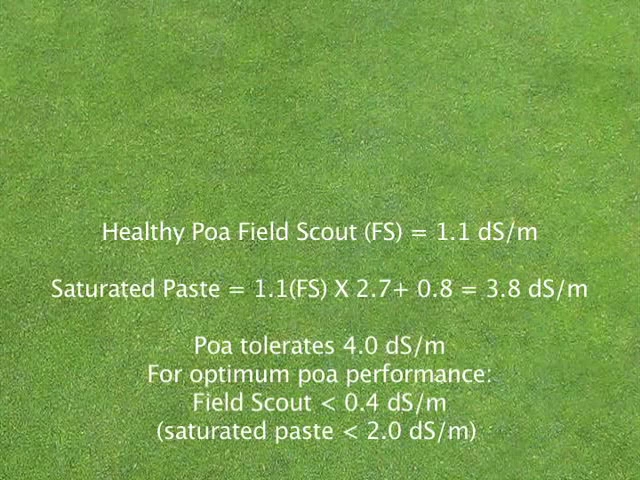 Healthy Poa Field Scout (FS) = 1.1 dS/m
Saturated Paste = 1.1(FS) X 2.7+ 0.8 = 3.8 dS/m
Poa tolerates 4.0 dS/m
For optimum poa performance:
Field Scout < 0.4 dS/m
(saturated paste < 2.0 dS/m)